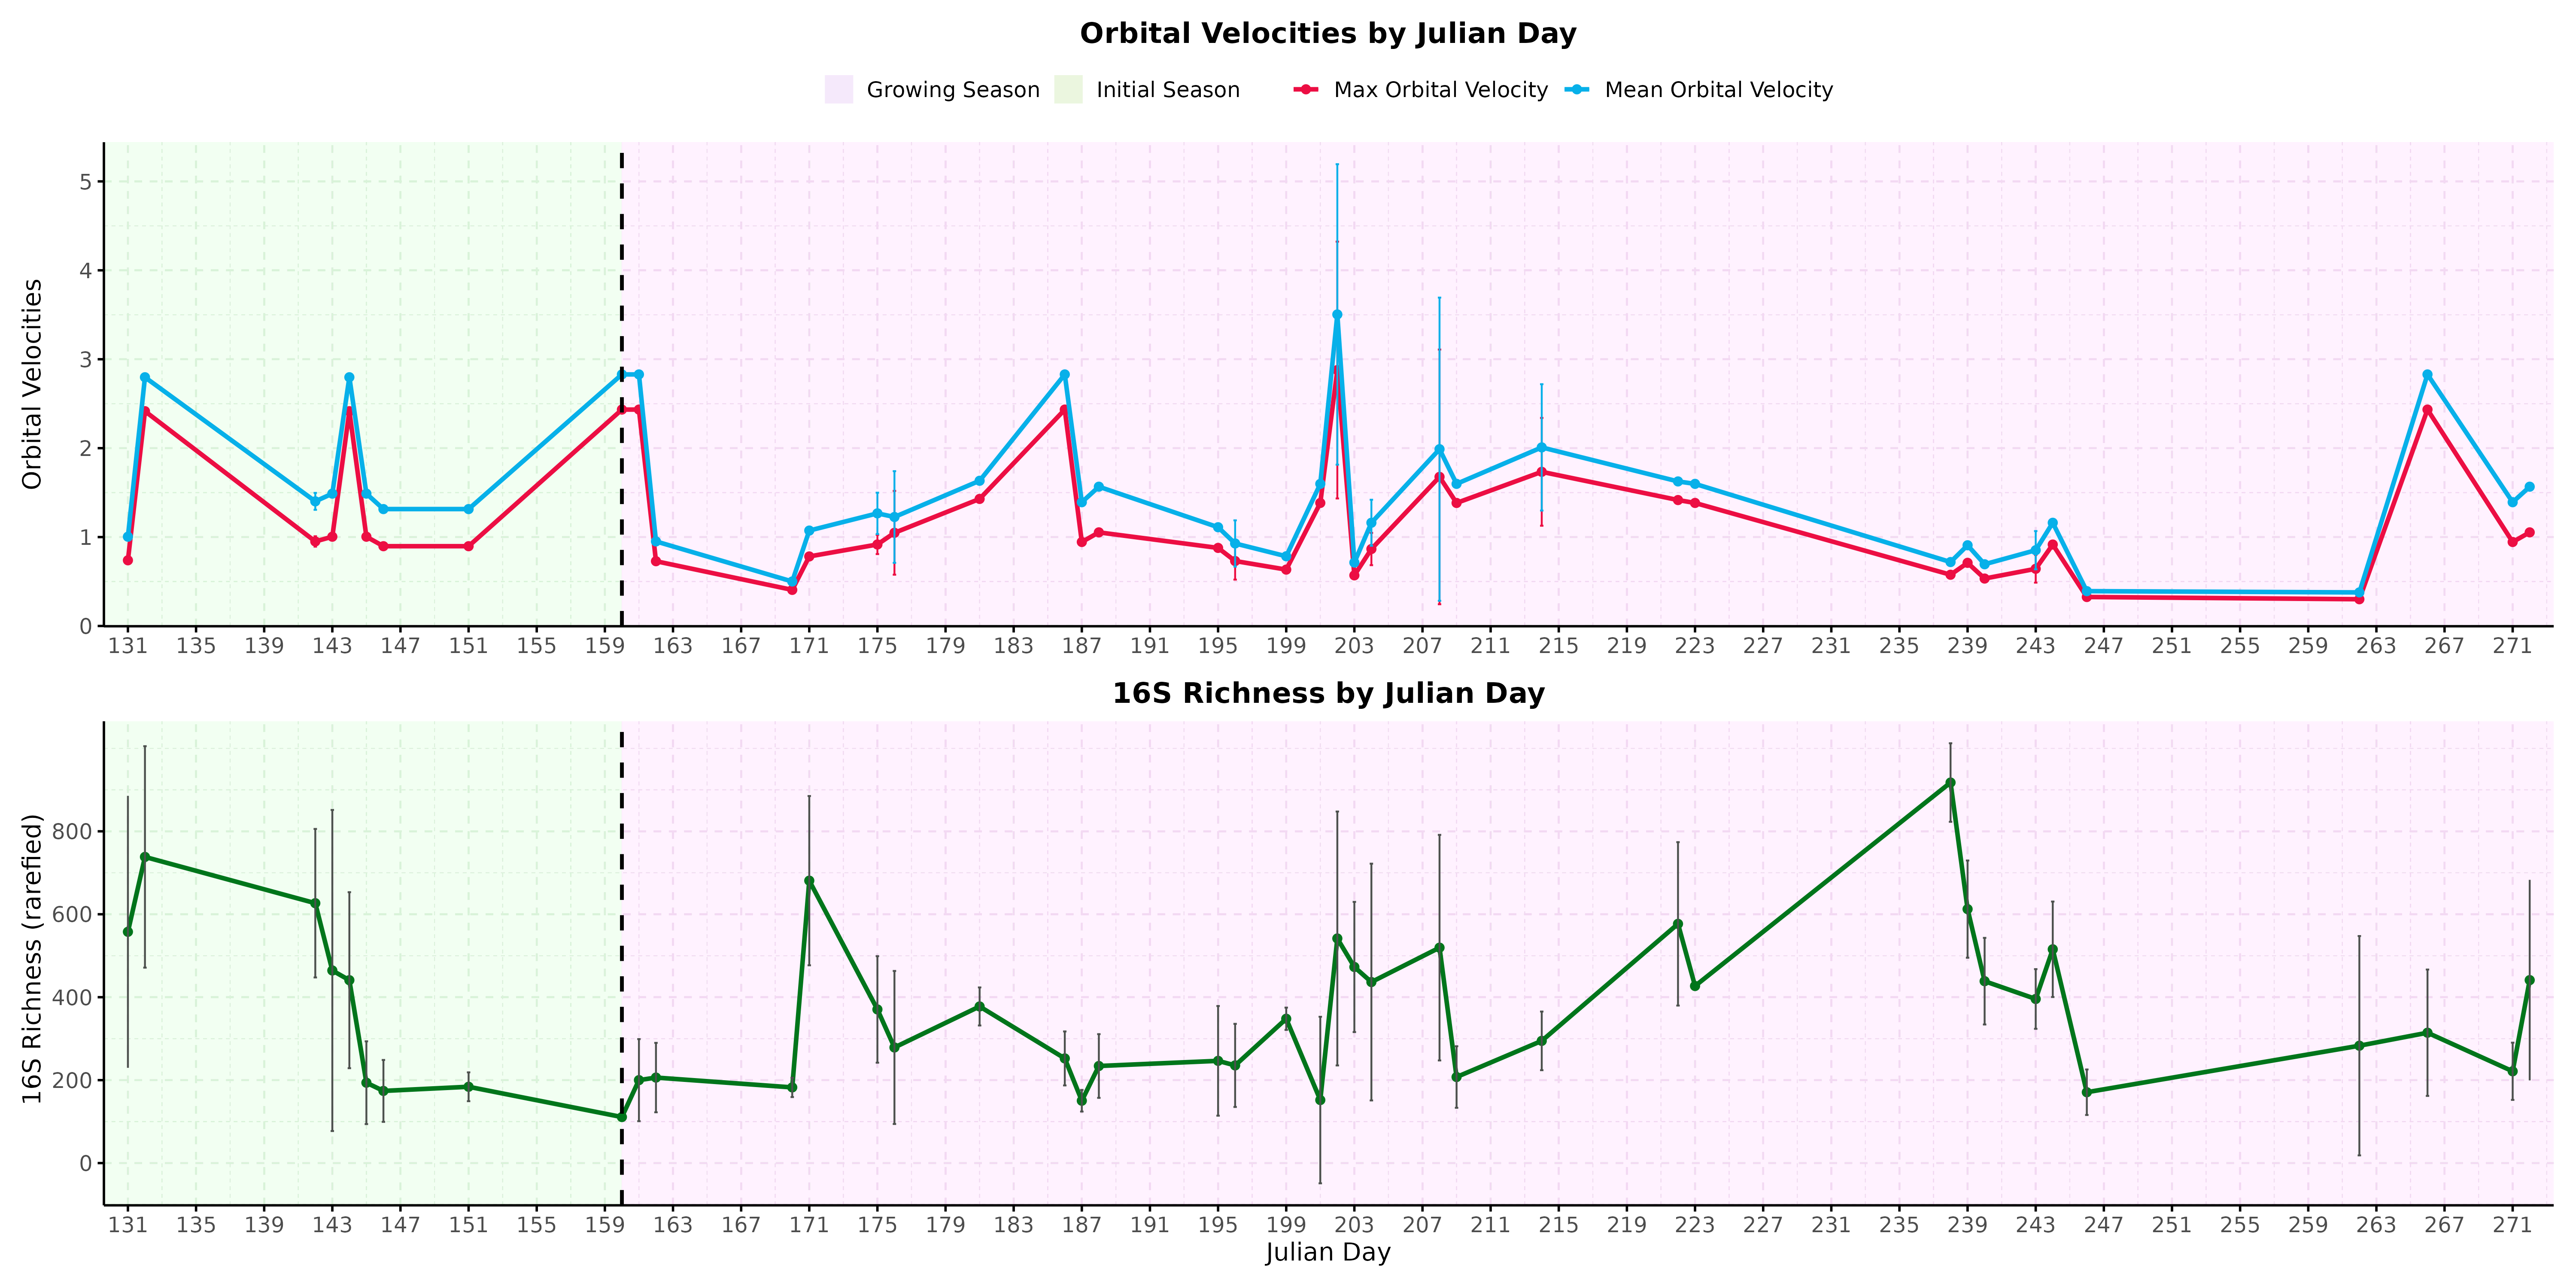 Orbital Velocities by Julian Day
Growing Season Initial Season Max Orbital Velocity Mean Orbital Velocity
Orbital Velocities
5
4
3
2
1
0
131 135 139 143 147 151 155 159 163 167 171 175 179 183 187 191 195 199 203 207 211 215 219 223 227 231 235 239 243 247 251 255 259 263 267 271
16S Richness by Julian Day
16S Richness (rarefied)
800
600
400
200
0
131 135 139 143 147 151 155 159 163 167 171 175 179 183 187 191 195 199 203 207 211 215 219 223 227 231 235 239 243 247 251 255 259 263 267 271
Julian Day